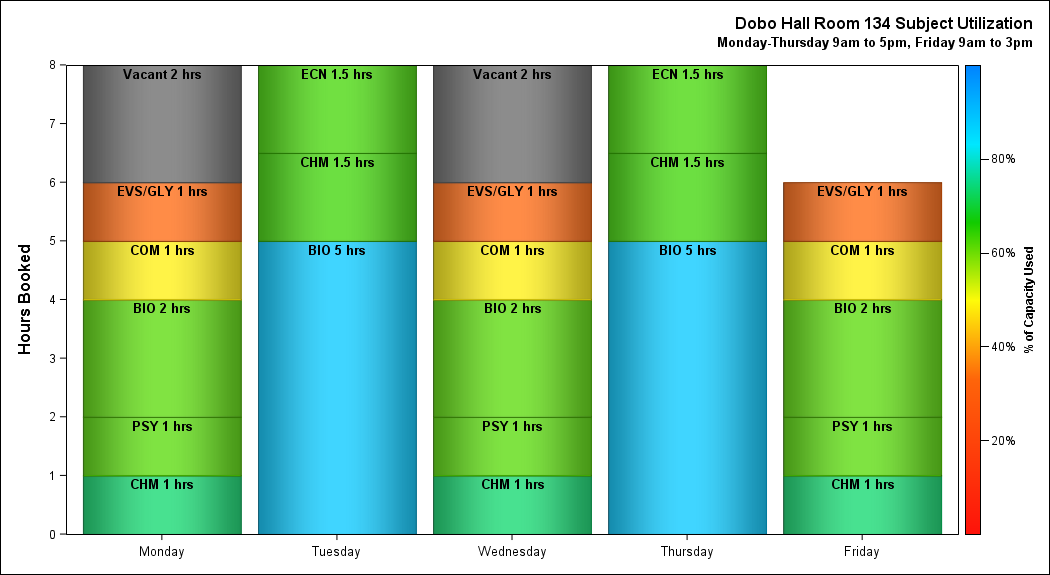 Dobo Hall Room 134 Subject Utilization
Monday-Thursday 9am to 5pm, Friday 9am to 3pm
Hours Booked
8
7
6
5
4
3
2
1
0
Vacant 2 hrs
EVS/GLY 1 hrs
COM 1 hrs
BIO 2 hrs
PSY 1 hrs
CHM 1 hrs
ECN 1.5 hrs
CHM 1.5 hrs
BIO 5 hrs
Vacant 2 hrs
EVS/GLY 1 hrs
COM 1 hrs
BIO 2 hrs
PSY 1 hrs
CHM 1 hrs
ECN 1.5 hrs
CHM 1.5 hrs
BIO 5 hrs
EVS/GLY 1 hrs
COM 1 hrs
BIO 2 hrs
PSY 1 hrs
CHM 1 hrs
Monday
Tuesday
Wednesday
Thursday
Friday
80%
60%
40%
20%
% of Capacity Used